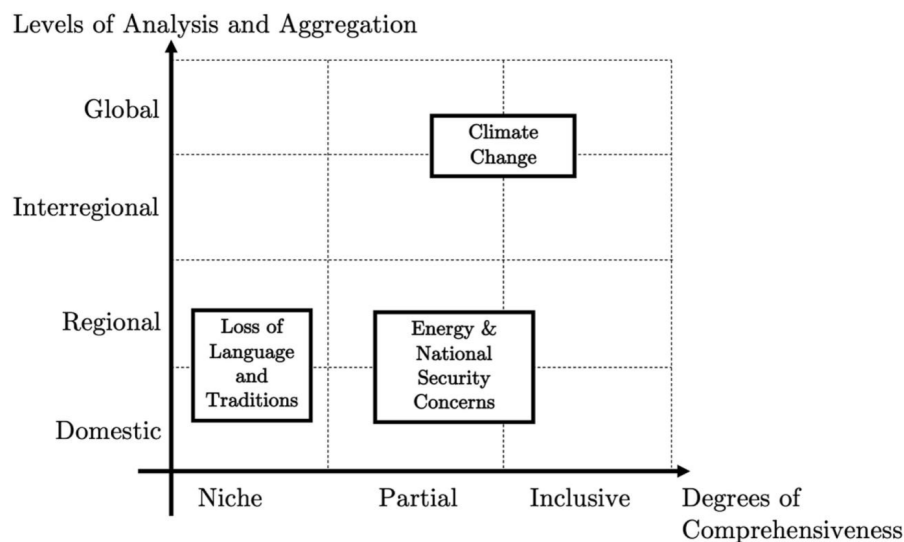 Levels of Analysis and Aggregation
Global
Climate
Change
Interregional
Regional
Loss of
Language
and
Traditions
Energy &
National
Security
Concerns
Domestic
Niche
Partial
Inclusive
Degrees of
Comprehensiveness